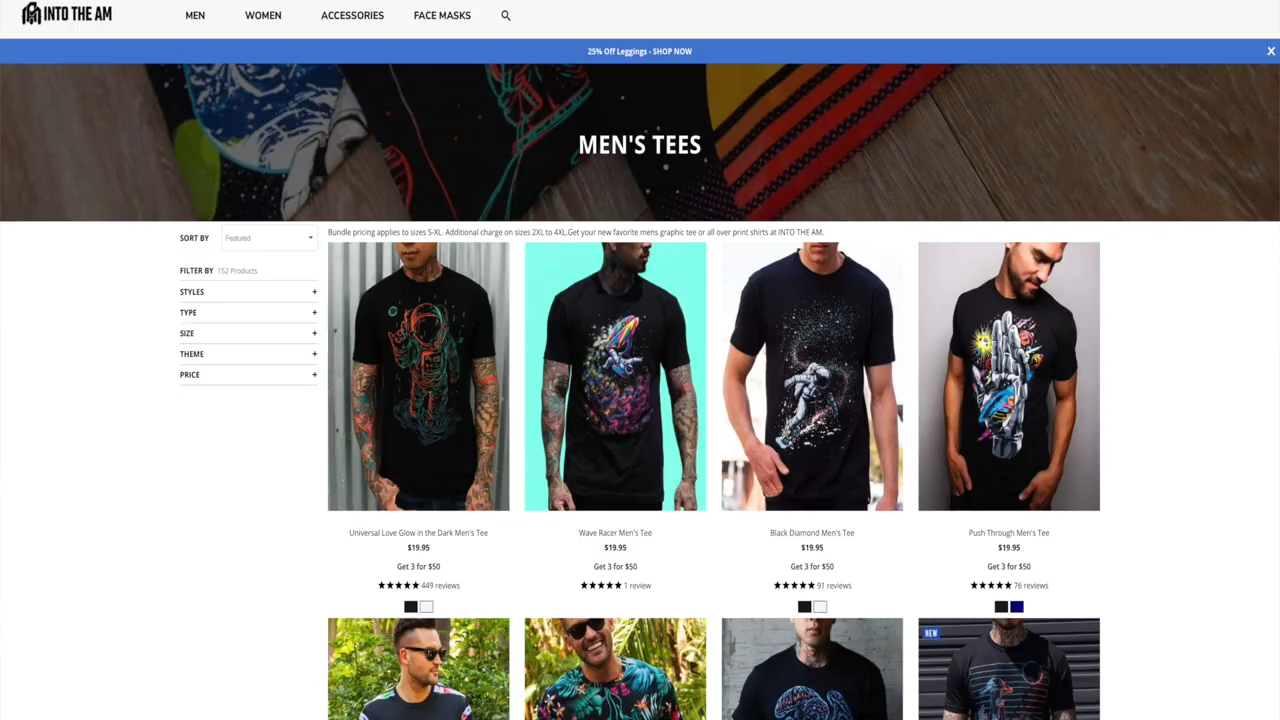 INTO THE AM
MEN WOMEN ACCESSORIES FACE MASKS
25% Off Leggings - SHOP NOW X
MEN'S TEES
SORT BY Featured
FILTER BY 152 Products
STYLES +
TYPE +
SIZE +
THEME +
PRICE +
Bundle pricing applies to sizes S-XL. Additional charge on sizes 2XL to 4XL.Get your new favorite mens graphic tee or all over print shirts at INTO THE AM.
Universal Love Glow in the Dark Men's Tee
$19.95
Get 3 for $50
★★★★★ 449 reviews
Wave Racer Men's Tee
$19.95
Get 3 for $50
★★★★★ 1 review
Black Diamond Men's Tee
$19.95
Get 3 for $50
★★★★★ 91 reviews
Push Through Men's Tee
$19.95
Get 3 for $50
★★★★★ 76 reviews
NEW